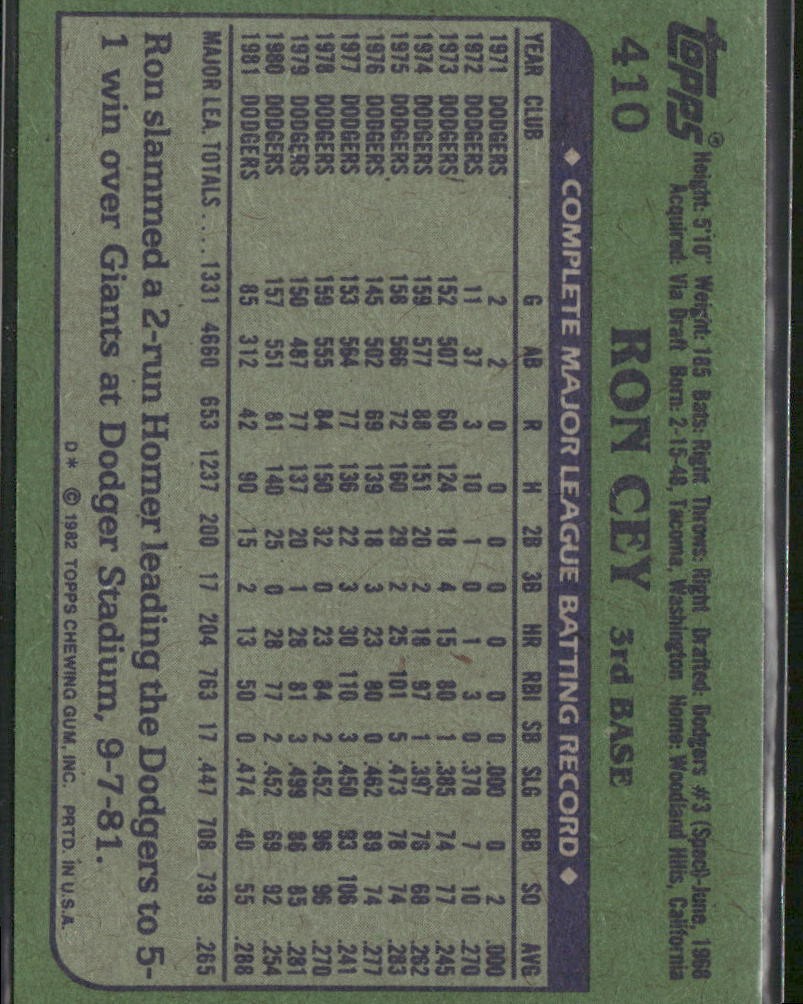 topps®
410
Height: 5'10" Weight: 185 Bats: Right Throws: Right Drafted: Dodgers #3 (Specl-June, 1968
Acquired: Via Draft Born: 2-15-48, Tacoma, Washington Home: Woodland Hills, California
RON CEY 3rd BASE
◆ COMPLETE MAJOR LEAGUE BATTING RECORD ◆
YEAR CLUB G AB R H 2B 3B HR RBI SB SLG BB SO AVG
1971 DODGERS 2 2 0 0 0 0 0 0 0 .000 0 2 .000
1972 DODGERS 11 37 3 10 1 0 1 3 0 .378 7 10 .270
1973 DODGERS 152 507 60 124 18 4 15 80 1 .385 74 77 .245
1974 DODGERS 159 577 88 151 20 2 18 97 1 .397 76 68 .262
1975 DODGERS 158 566 72 160 29 2 25 101 5 .473 78 74 .283
1976 DODGERS 145 502 69 139 18 3 23 80 0 .462 89 74 .277
1977 DODGERS 153 564 77 136 22 3 30 110 3 .450 93 106 .241
1978 DODGERS 159 555 84 150 32 0 23 84 2 .452 96 96 .270
1979 DODGERS 150 487 77 137 20 1 28 81 3 .499 86 85 .281
1980 DODGERS 157 551 81 140 25 0 28 77 2 .452 69 92 .254
1981 DODGERS 85 312 42 90 15 2 13 50 0 .474 40 55 .288
MAJOR LEA. TOTALS.... 1331 4660 653 1237 200 17 204 763 17 .447 708 739 .265
Ron slammed a 2-run Homer leading the Dodgers to 5-
1 win over Giants at Dodger Stadium, 9-7-81.
D* © 1982 TOPPS CHEWING GUM, INC. PRTD. IN U.S.A.